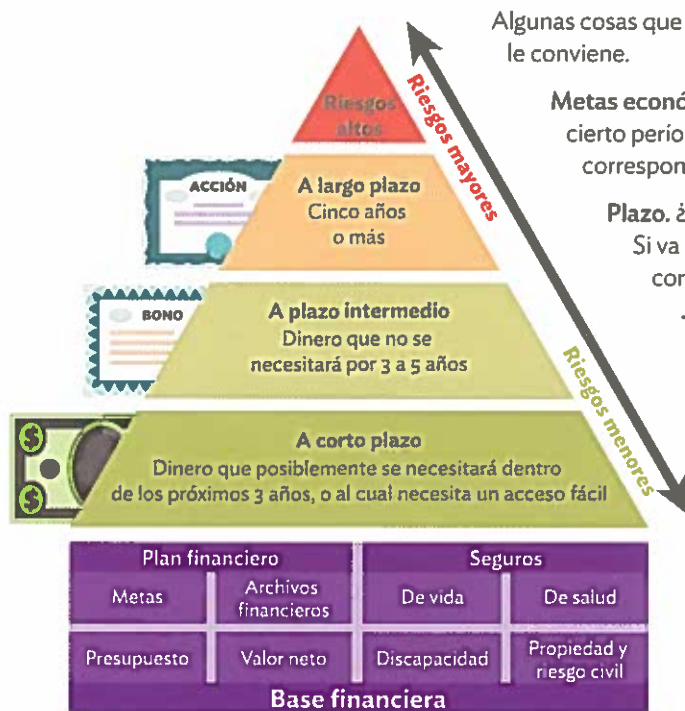 Algunas cosas que
le conviene.
Metas econó
cierto perío
correspon
Plazo. ¿
Si va
con
Riesgos mayores
Riesgos menores
Riesgos
altos
ACCIÓN
A largo plazo
Cinco años
o más
BONO
A plazo intermedio
Dinero que no se
necesitará por 3 a 5 años
$
$
A corto plazo
Dinero que posiblemente se necesitará dentro
de los próximos 3 años, o al cual necesita un acceso fácil
Plan financiero
Seguros
Metas
Archivos
financieros
De vida
De salud
Presupuesto
Valor neto
Discapacidad
Propiedad y
riesgo civil
Base financiera